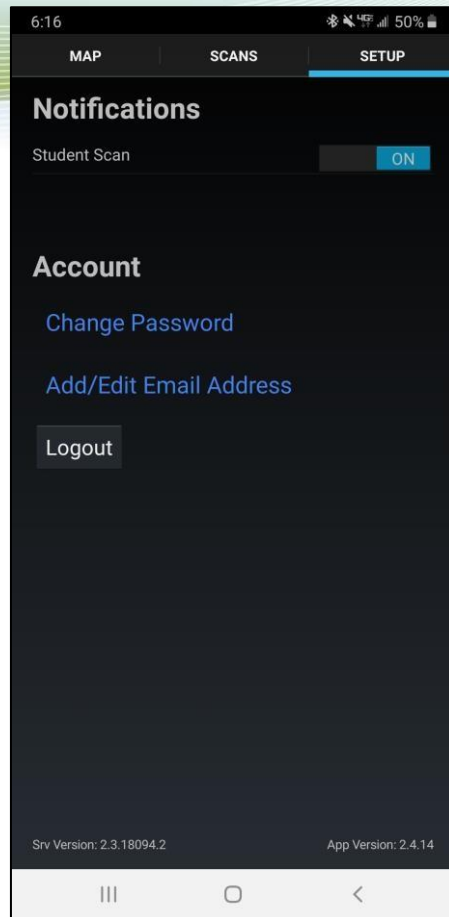 6:16
4G 50%
MAP SCANS SETUP
Notifications
Student Scan ON
Account
Change Password
Add/Edit Email Address
Logout
Srv Version: 2.3.18094.2 App Version: 2.4.14